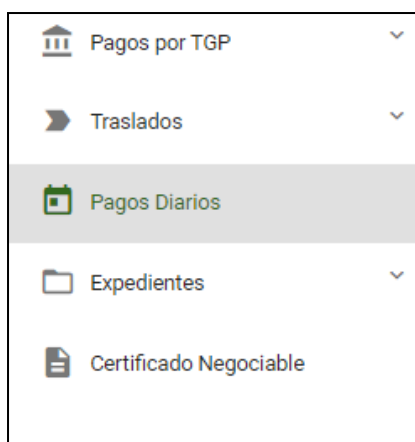 Pagos por TGP
Traslados
Pagos Diarios
Expedientes
Certificado Negociable